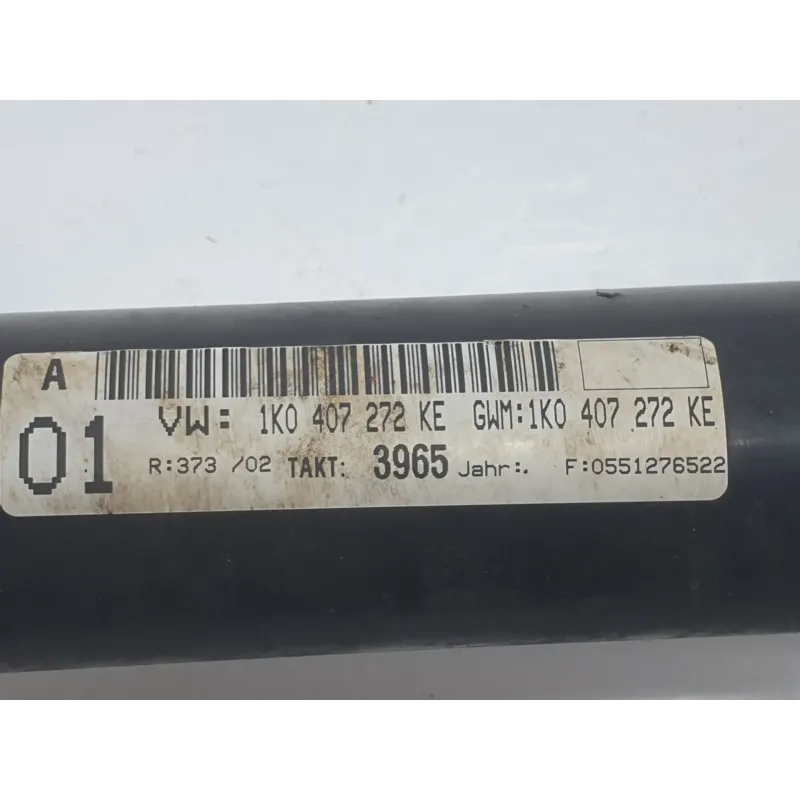 A
01 VW: 1K0 407 272 KE GWM:1K0 407 272 KE
R:373 /02 TAKT: 3965 Jahr:. F:0551276522